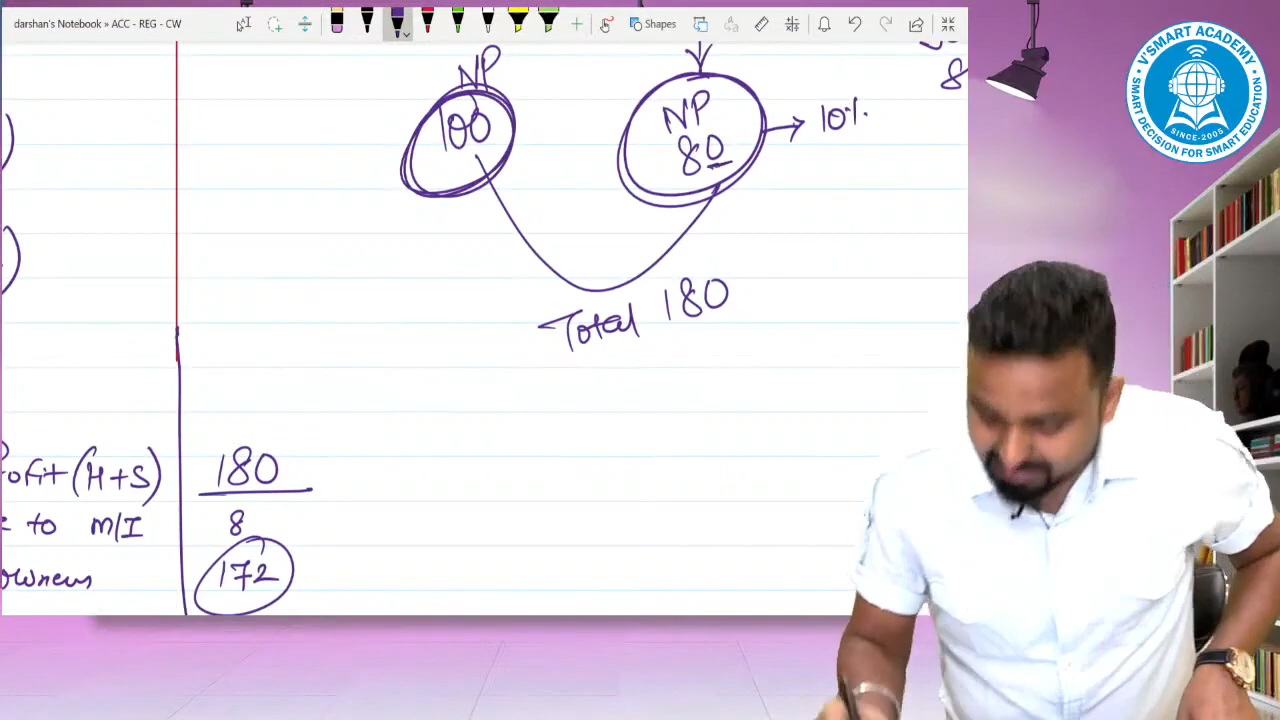 darshan's Notebook » ACC - REG - CW
Shapes
V'SMART ACADEMY
SMART DECISION FOR SMART EDUCATION
SINCE-2005
NP
100
NP
80
10%
8
Total 180
ofit (H+S) 180
to M/I 8
owners 172